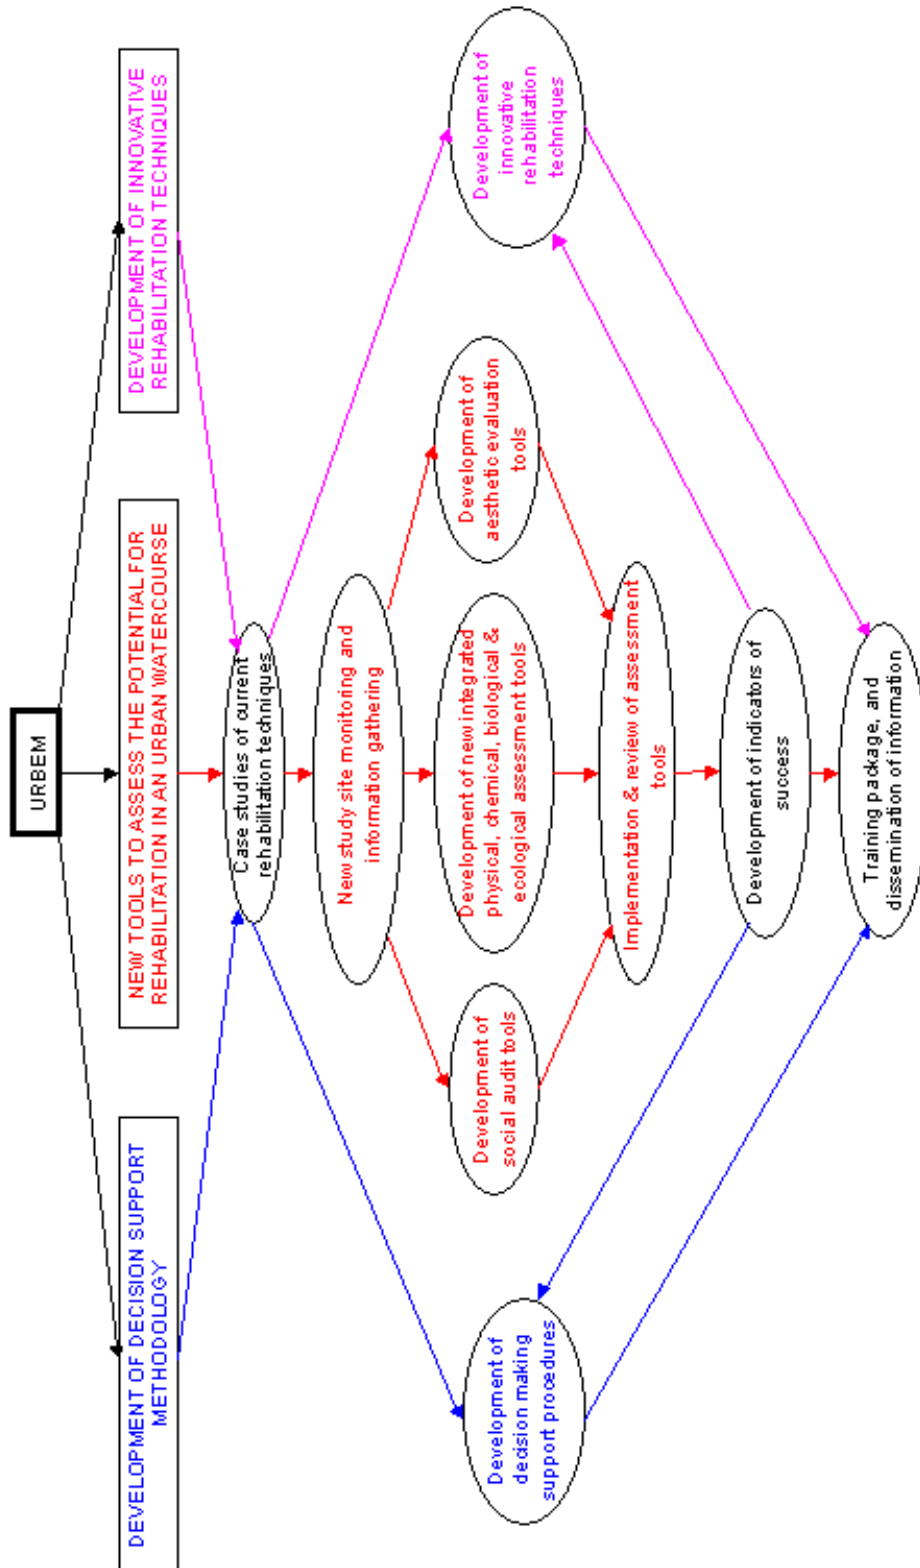 URBEM
DEVELOPMENT OF DECISION SUPPORT
METHODOLOGY
NEW TOOLS TO ASSESS THE POTENTIAL FOR
REHABILITATION IN AN URBAN WATERCOURSE
DEVELOPMENT OF INNOVATIVE
REHABILITATION TECHNIQUES
Case studies of current
rehabilitation techniques
New study site monitoring and
information gathering
Development of
decision making
support procedures
Development of
social audit tools
Development of new integrated
physical, chemical, biological &
ecological assessment tools
Development of
aesthetic evaluation
tools
Development of
innovative
rehabilitation
techniques
Implementation & review of assessment
tools
Development of indicators of
success
Training package, and
dissemination of information